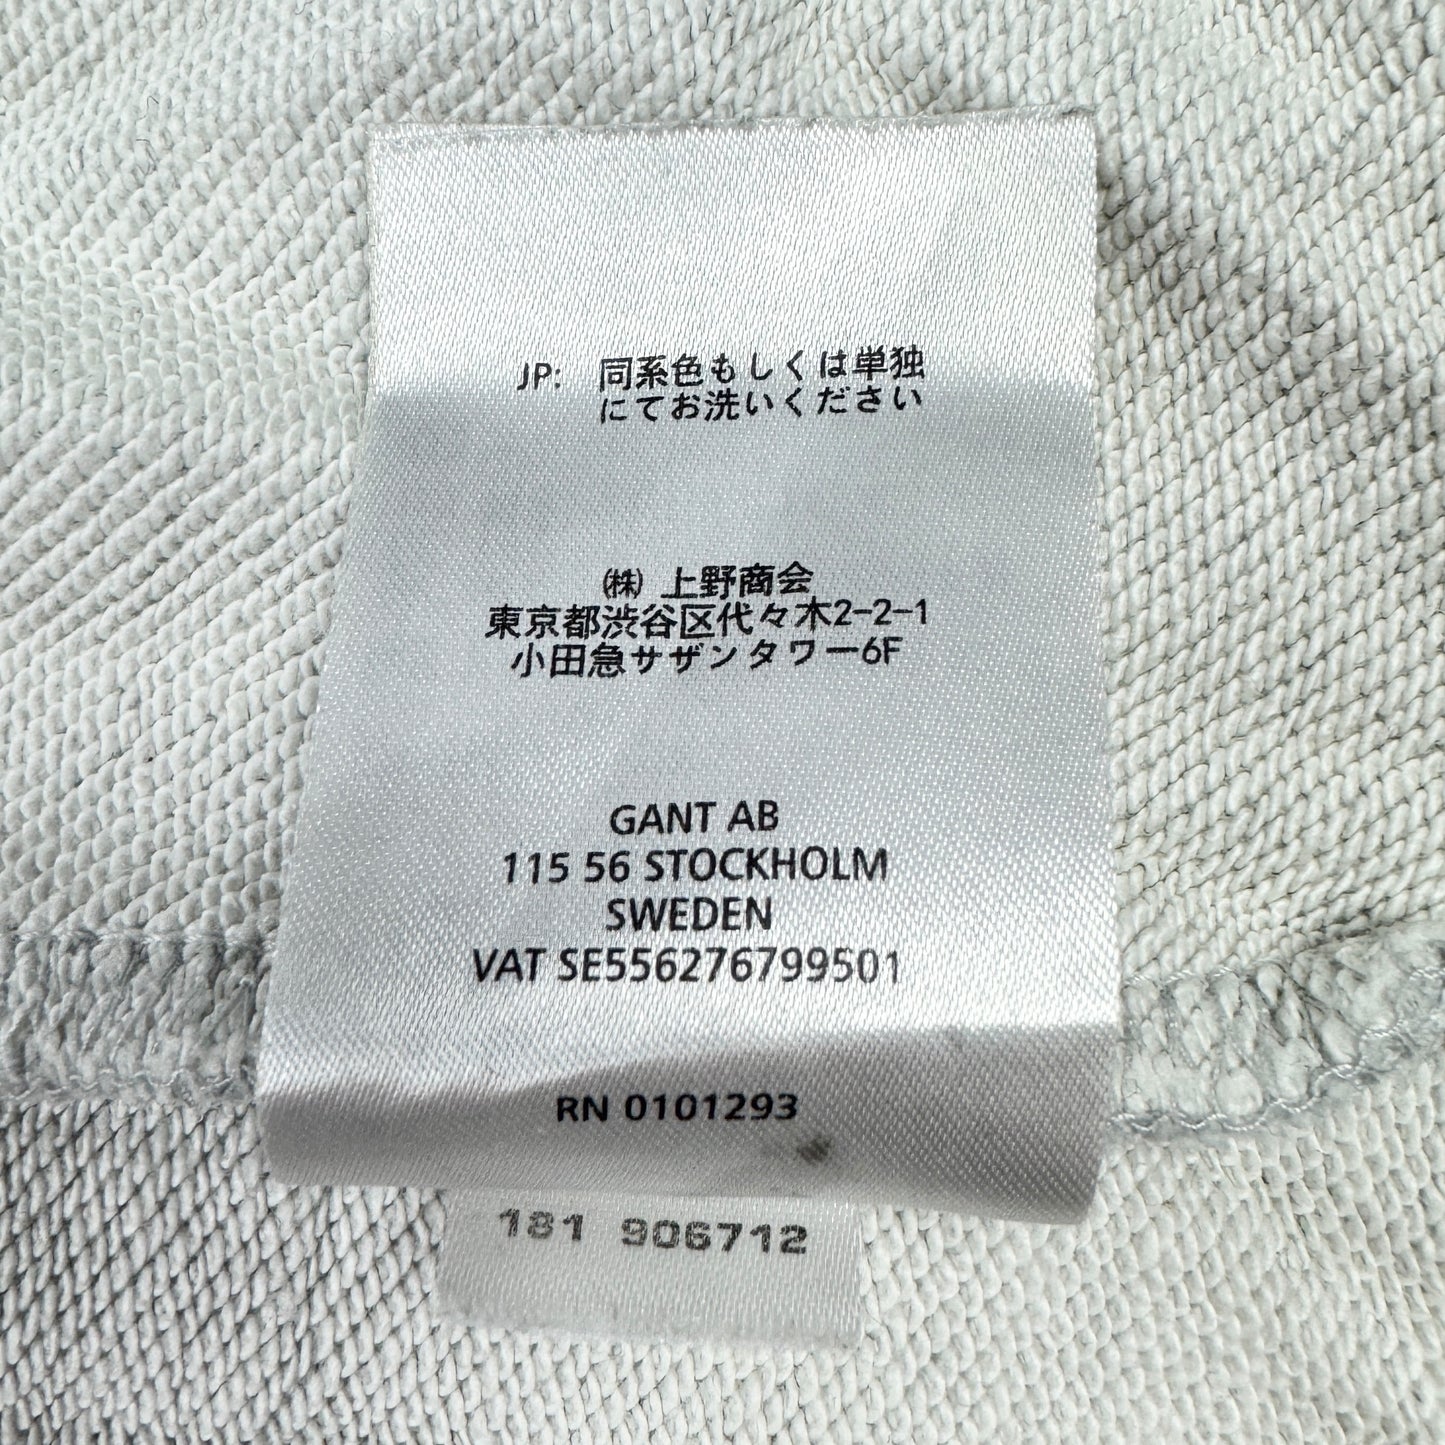 JP: 同系色もしくは単独
にてお洗いください
㈱ 上野商会
東京都渋谷区代々木2-2-1
小田急サザンタワー6F
GANT AB
115 56 STOCKHOLM
SWEDEN
VAT SE556276799501
RN 0101293
181 906712